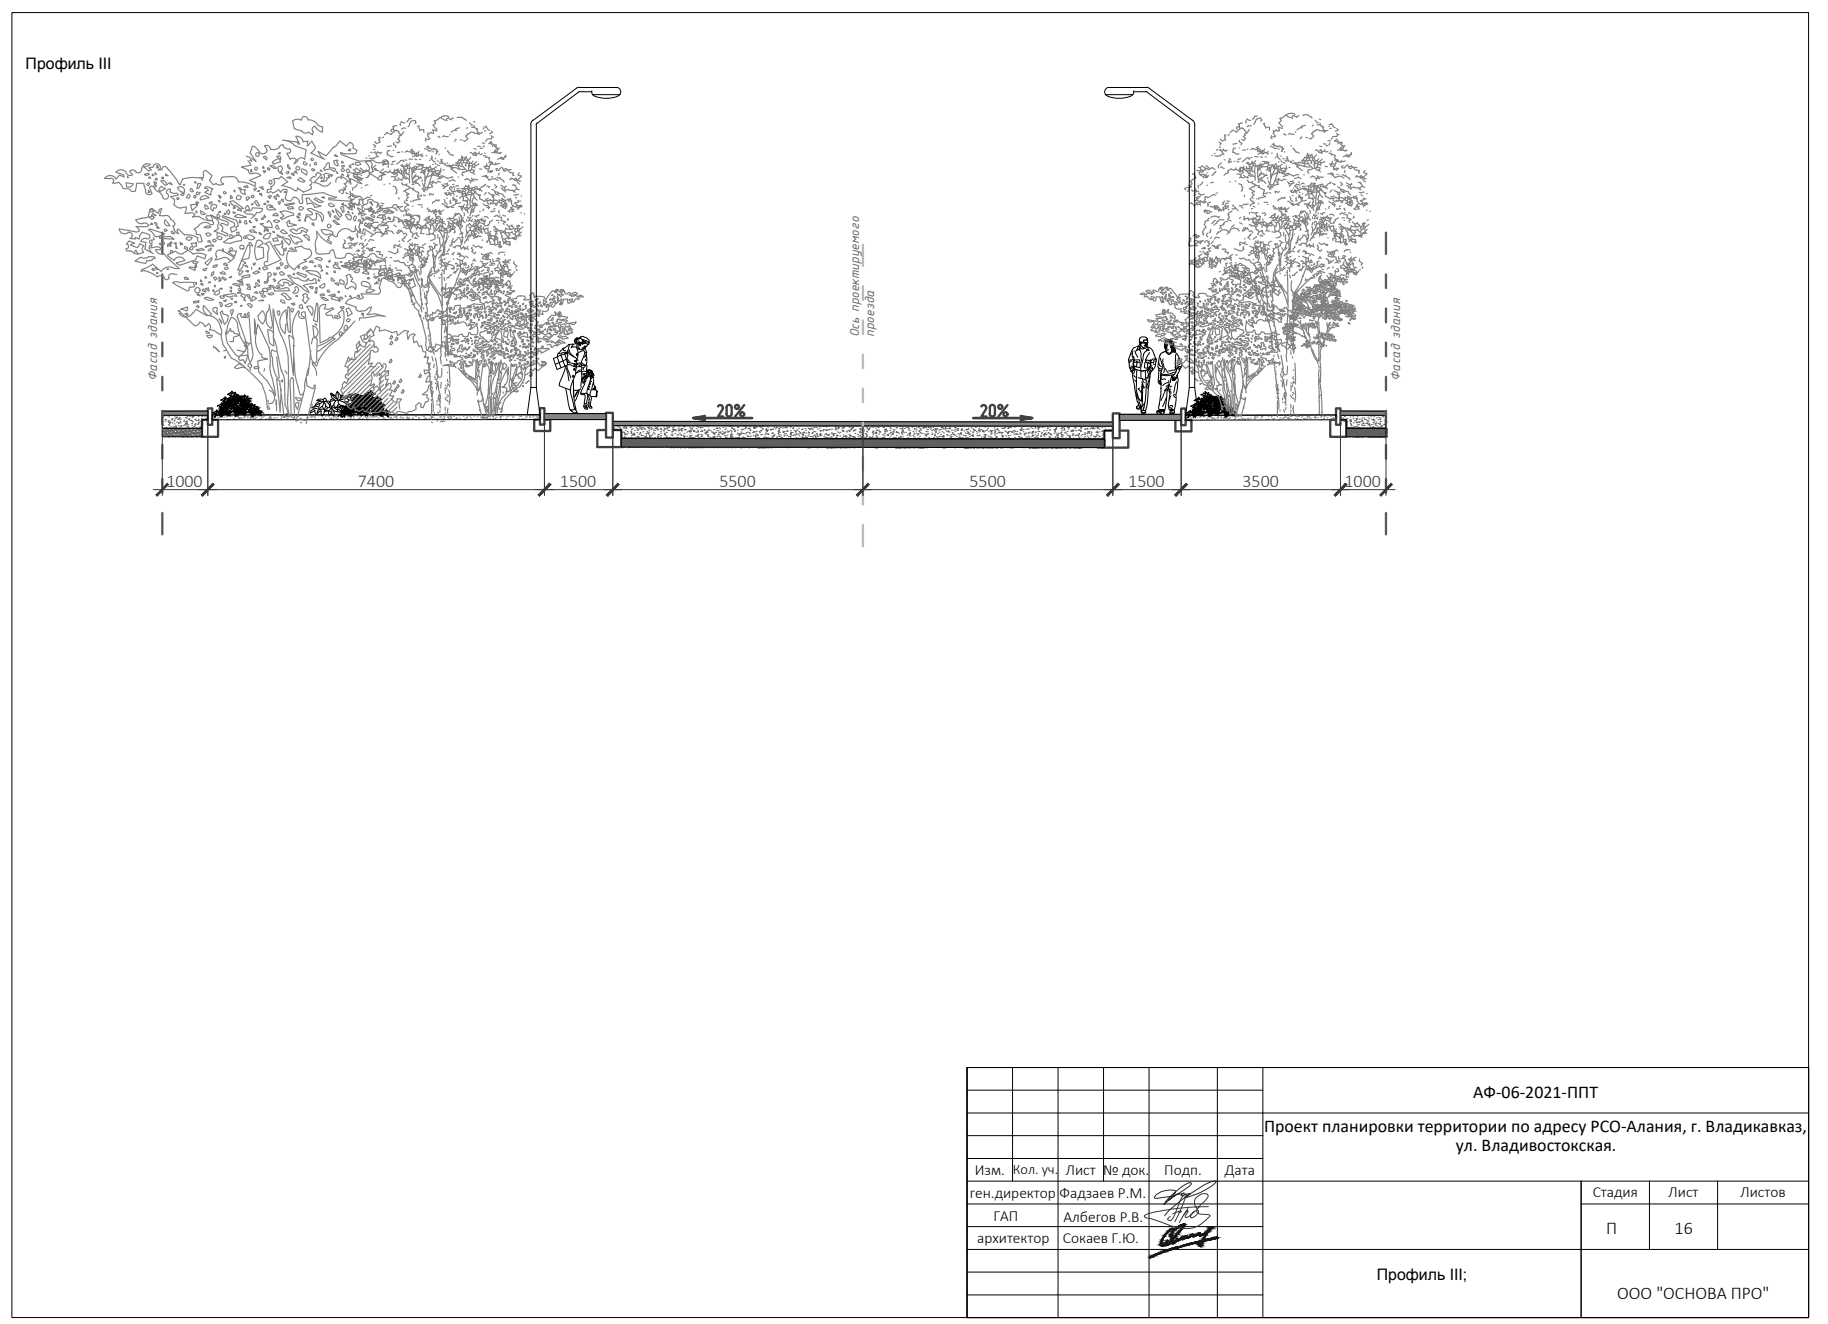 Профиль III
Фасад здания
Ось проектируемого
проезда
Фасад здания
20% 20%
1000 7400 1500 5500 5500 1500 3500 1000
АФ-06-2021-ППТ
Проект планировки территории по адресу РСО-Алания, г. Владикавказ,
ул. Владивостокская.
Изм. Кол. уч. Лист № док. Подп. Дата
ген.директор Фадзаев Р.М.
ГАП Албегов Р.В.
архитектор Сокаев Г.Ю.
Стадия Лист Листов
П 16
Профиль III;
ООО "ОСНОВА ПРО"